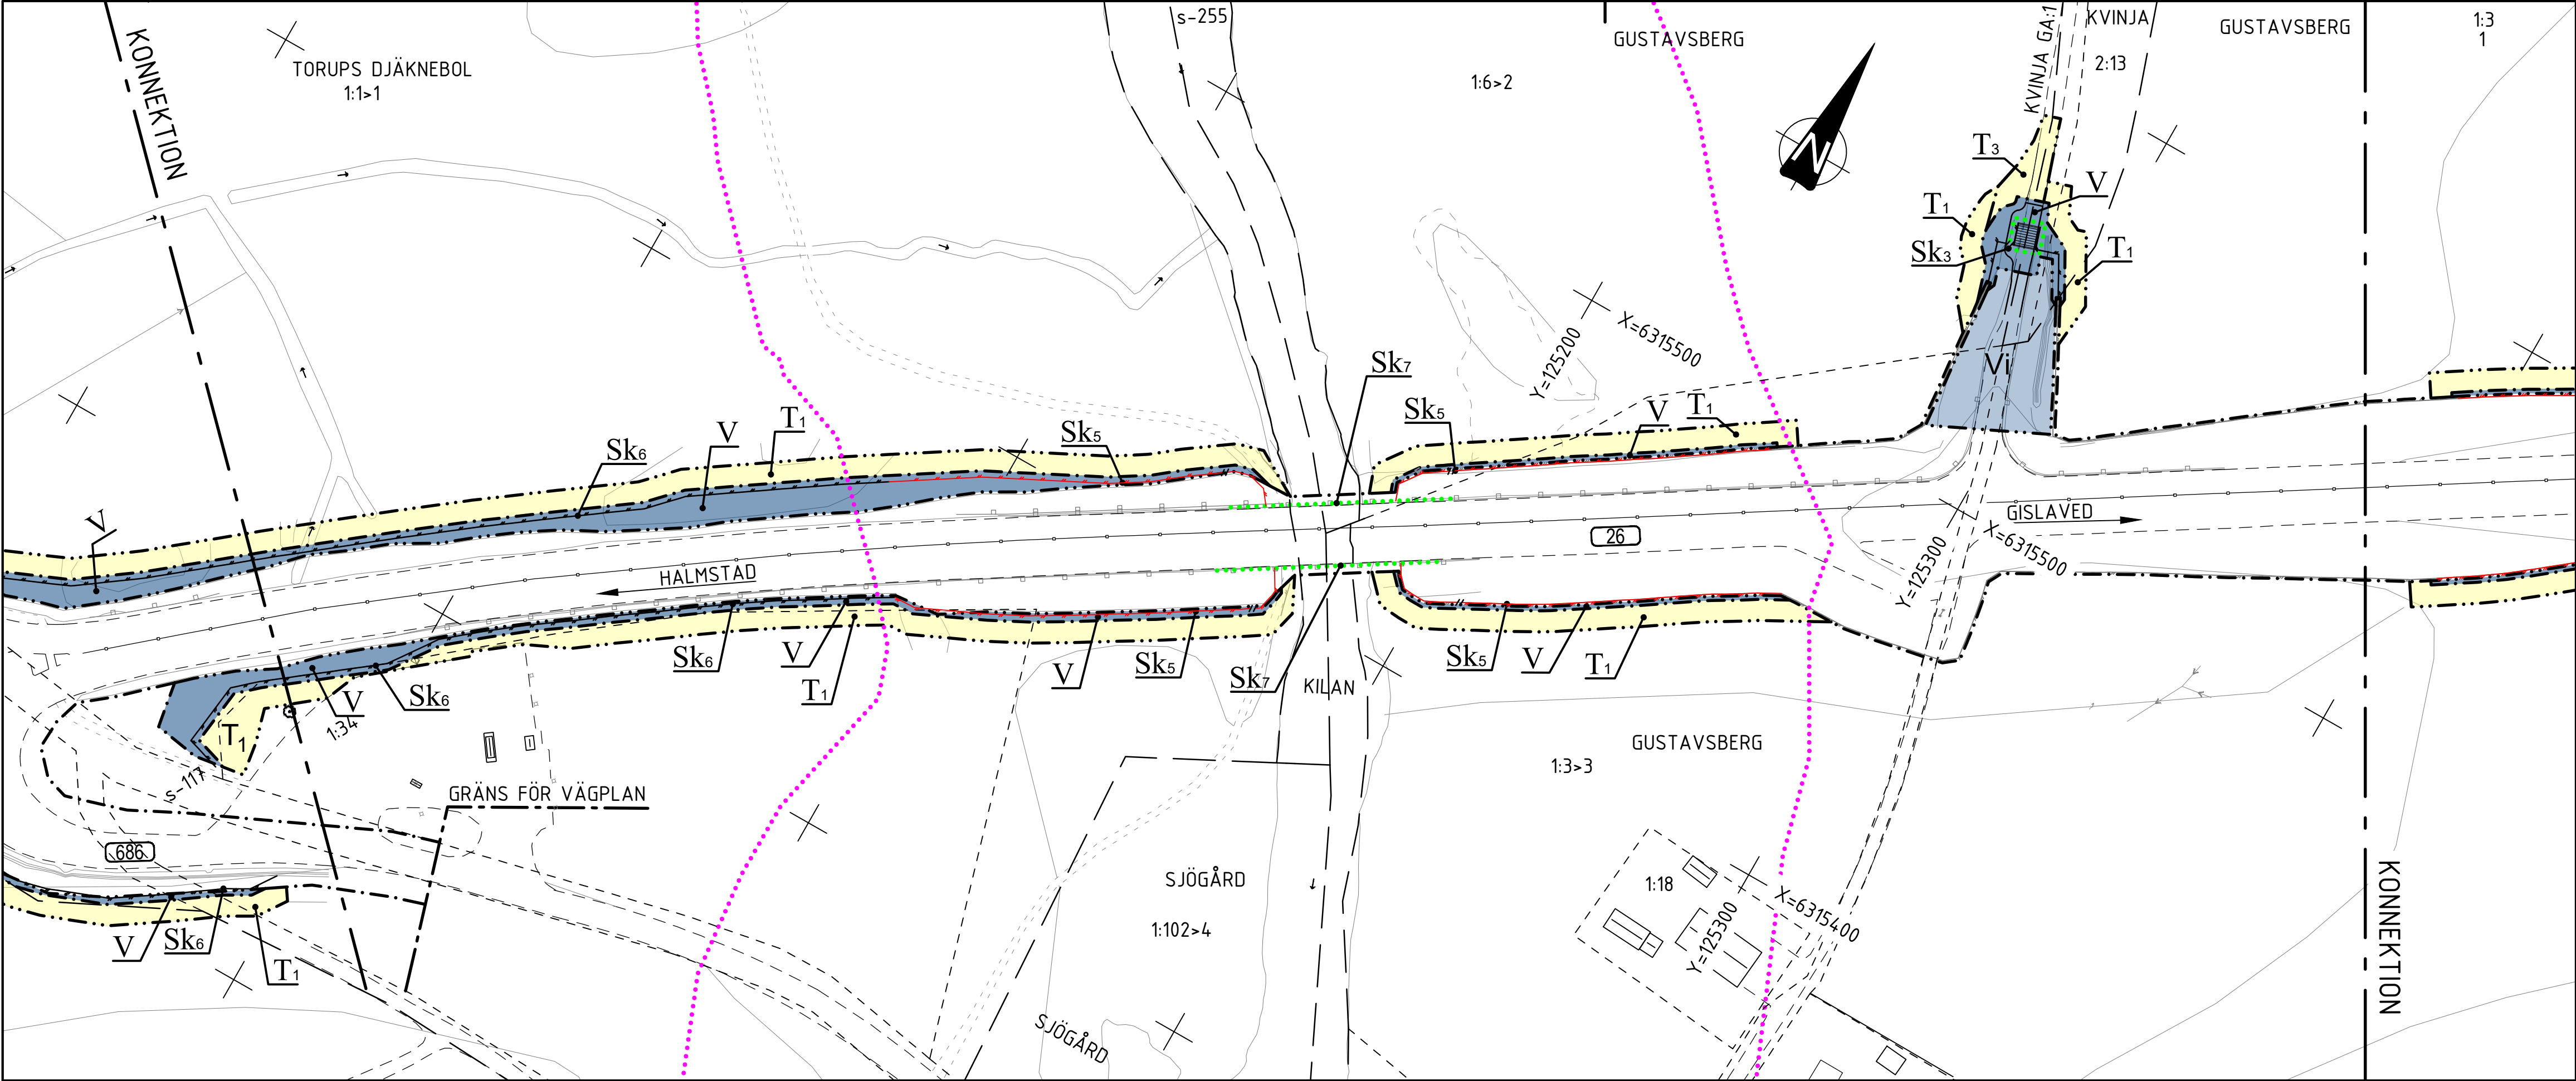 KONNEKTION
TORUPS DJÄKNEBOL
1:1>1
s-255
GUSTAVSBERG
1:6>2
KVINJA GA:1
KVINJA
2:13
GUSTAVSBERG
1:3
1
N
T3
V
T1
Sk3
T1
Vi
Y=125200
X=6315500
Sk7
Sk5
V
T1
Sk6
V
T1
Sk5
V
HALMSTAD
26
GISLAVED
Y=125300
X=6315500
Sk6
V
T1
V
Sk5
Sk7
KILAN
Sk5
V
T1
V
Sk6
1:34
T1
s-117
GRÄNS FÖR VÄGPLAN
GUSTAVSBERG
1:3>3
686
V
Sk6
T1
SJÖGÅRD
1:102>4
SJÖGÅRD
1:18
X=6315400
Y=125300
KONNEKTION